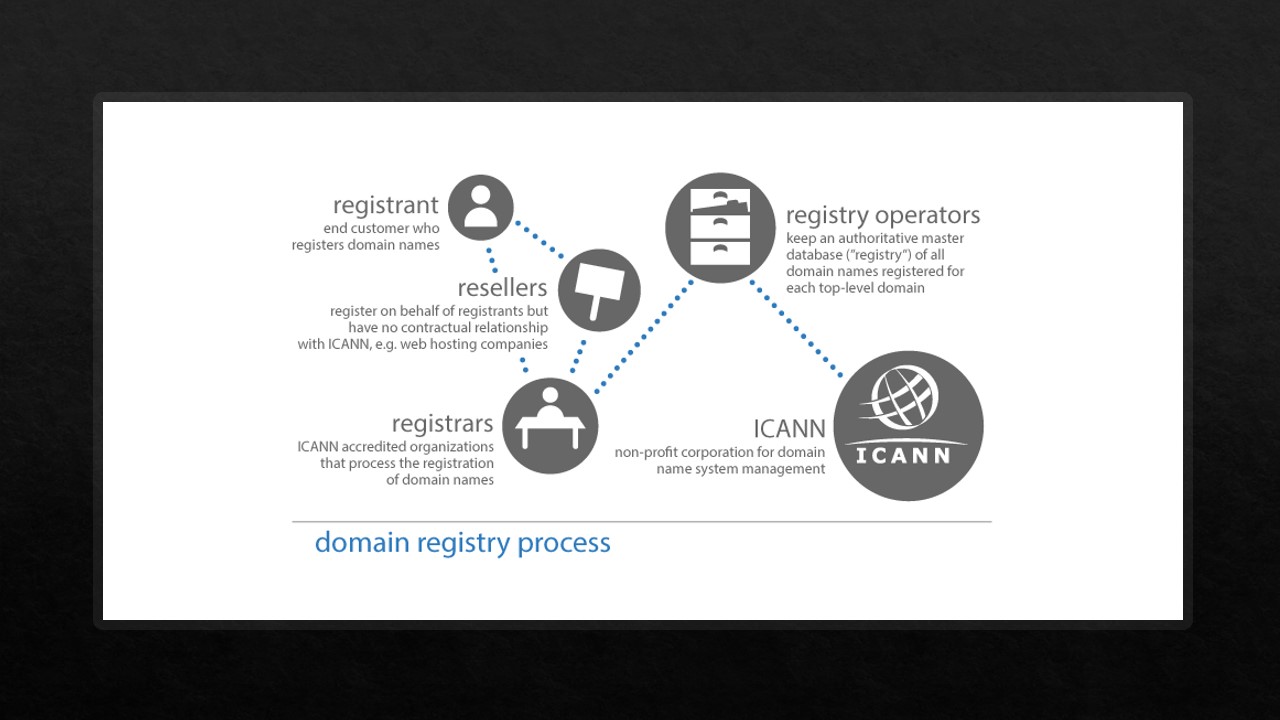 registrant
end customer who
registers domain names
resellers
register on behalf of registrants but
have no contractual relationship
with ICANN, e.g. web hosting companies
registrars
ICANN accredited organizations
that process the registration
of domain names
registry operators
keep an authoritative master
database ("registry") of all
domain names registered for
each top-level domain
ICANN
non-profit corporation for domain
name system management
ICANN
domain registry process